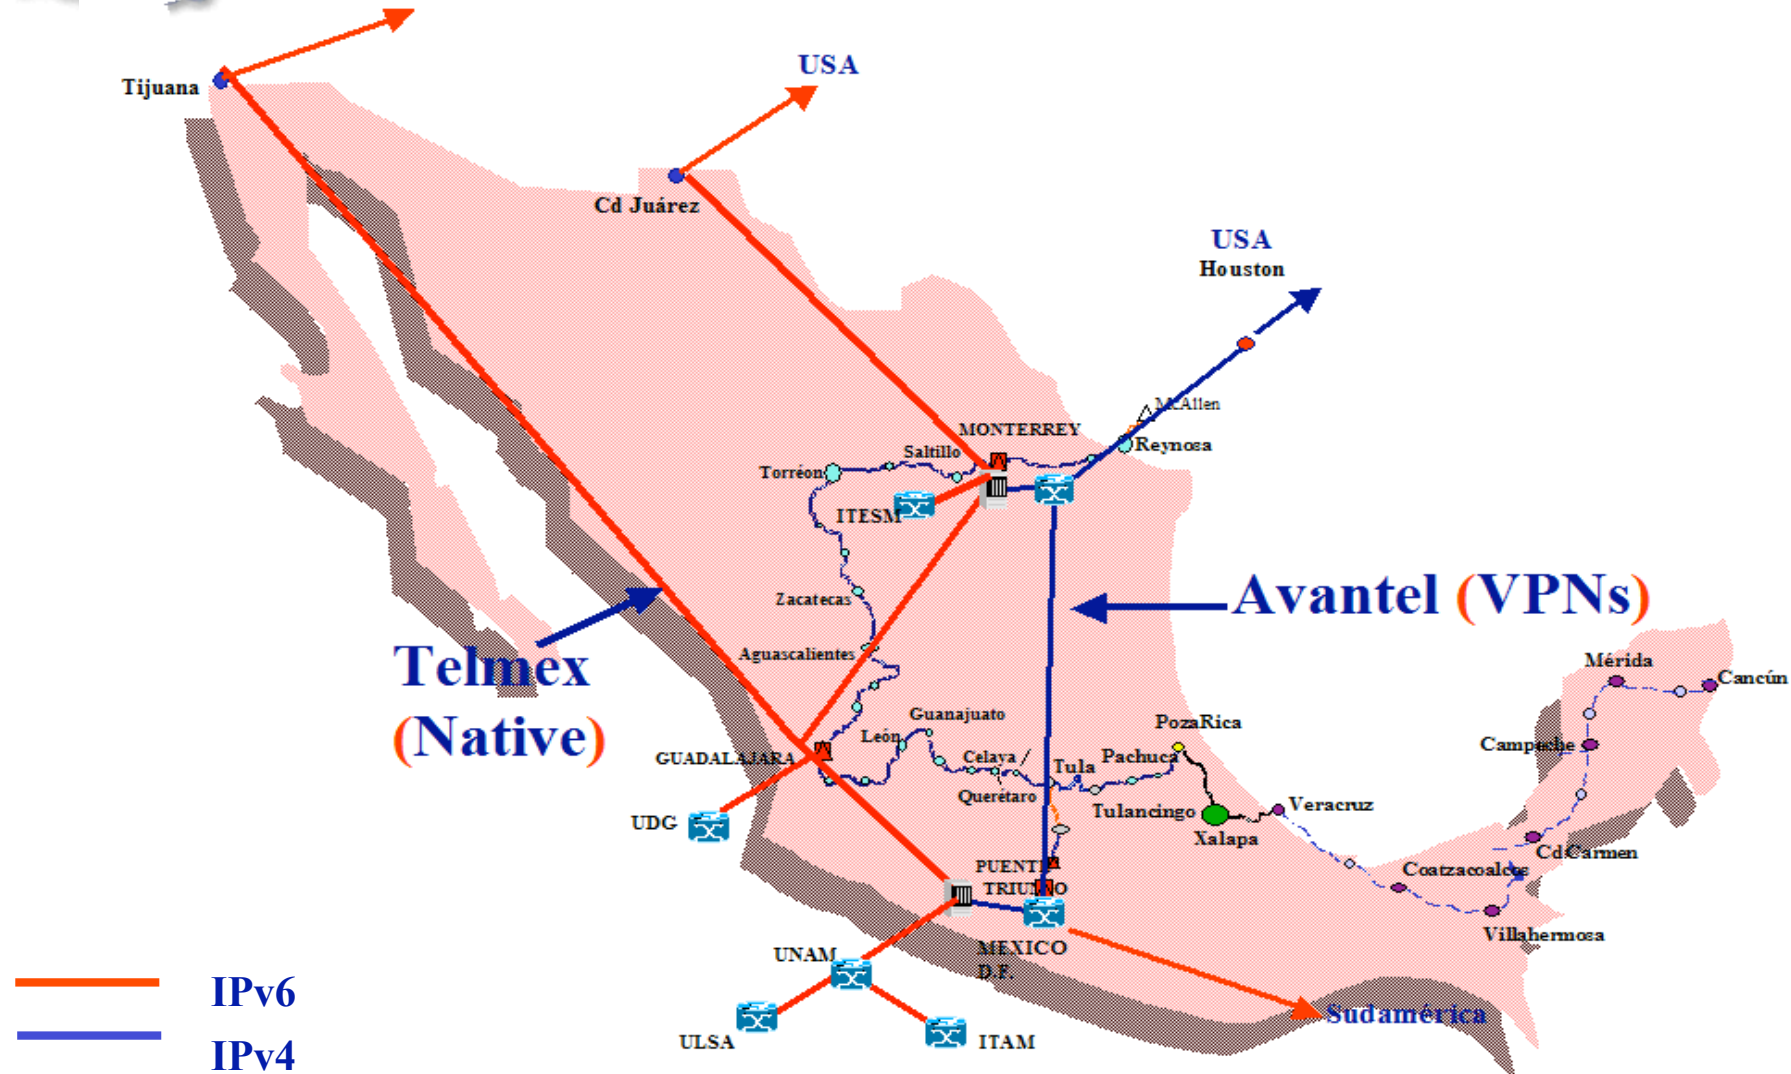 USA
Tijuana
Cd Juárez
USA
Houston
McAllen
MONTERREY
Reynosa
Saltillo
Torréon
ITESM
Zacatecas
Avantel (VPNs)
Aguascalientes
Telmex
(Native)
Mérida
Cancún
Guanajuato
PozaRica
León
Campeche
GUADALAJARA
Celaya /
Tula
Pachuca
Querétaro
Tulancingo
Veracruz
UDG
Xalapa
Cd Carmen
PUENTE
Coatzacoalcos
TRIUNFO
Villahermosa
UNAM
MEXICO
D.F.
IPv6
Sudamérica
ULSA
ITAM
IPv4